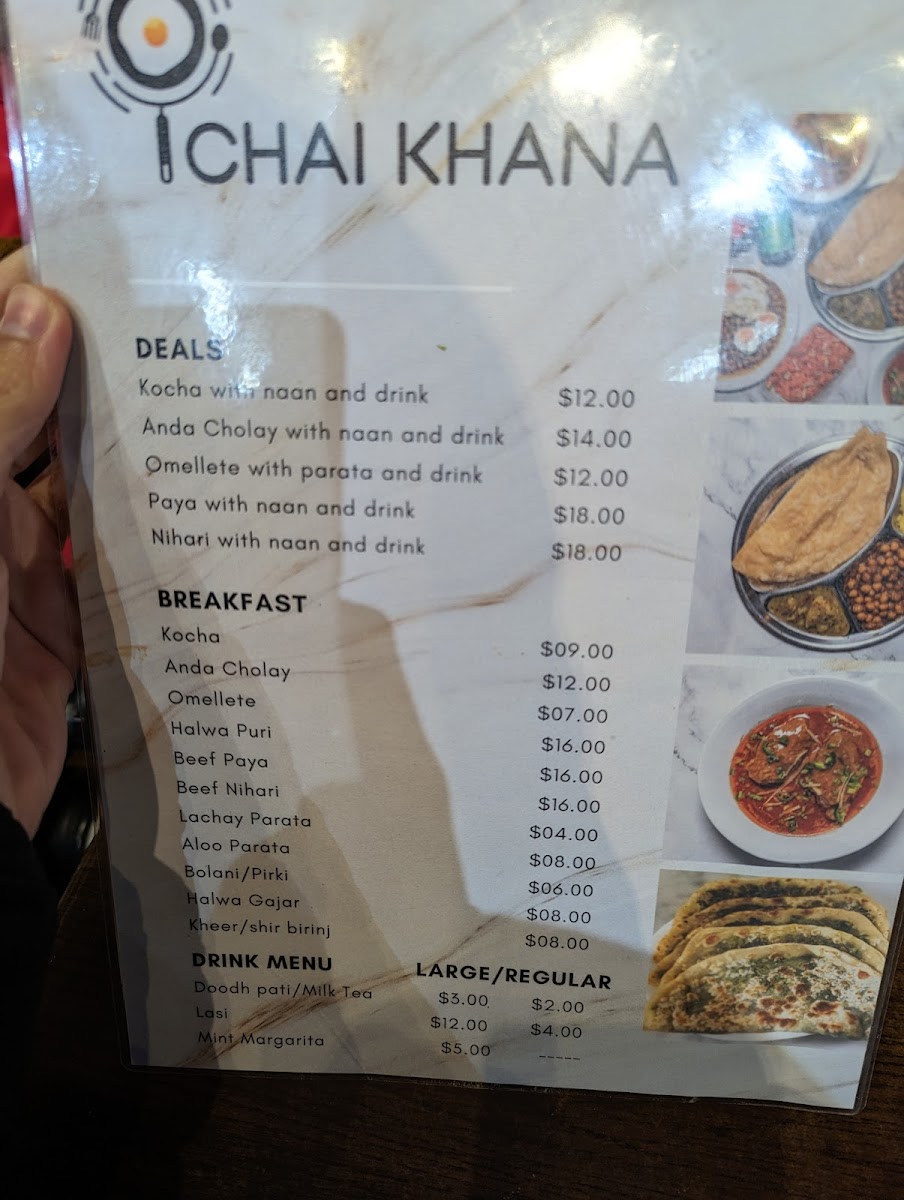 CHAI KHANA
DEALS
Kocha with naan and drink $12.00
Anda Cholay with naan and drink $14.00
Omellete with parata and drink $12.00
Paya with naan and drink $18.00
Nihari with naan and drink $18.00
BREAKFAST
Kocha $09.00
Anda Cholay $12.00
Omellete $07.00
Halwa Puri $16.00
Beef Paya $16.00
Beef Nihari $16.00
Lachay Parata $04.00
Aloo Parata $08.00
Bolani/Pirki $06.00
Halwa Gajar $08.00
Kheer/shir birinj $08.00
DRINK MENU LARGE/REGULAR
Doodh pati/Milk Tea $3.00 $2.00
Lasi $12.00 $4.00
Mint Margarita $5.00 -----